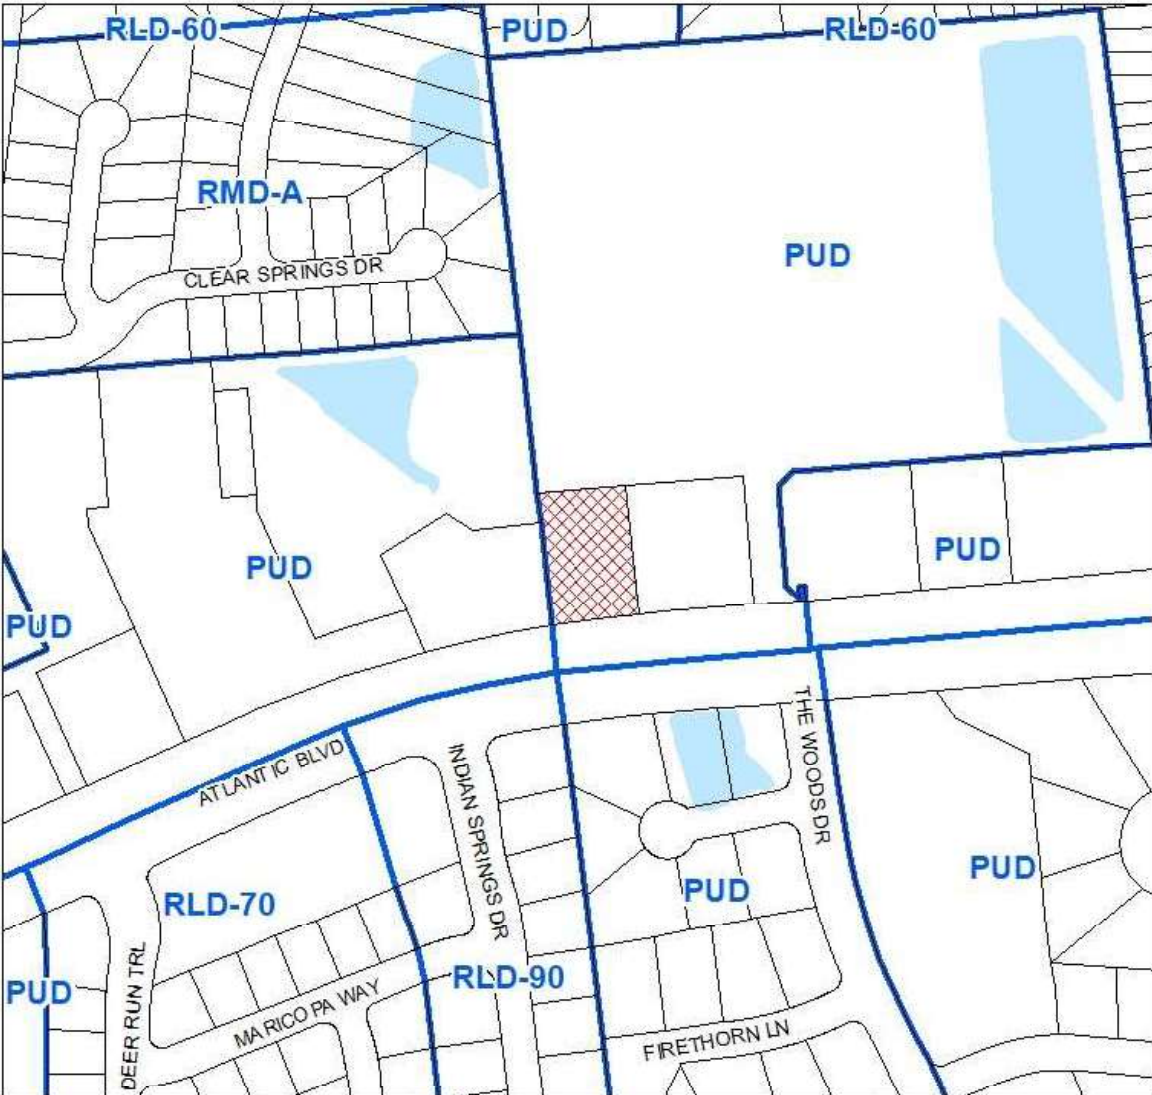 RLD-60
PUD
RLD-60
RMD-A
PUD
CLEAR SPRINGS DR
PUD
PUD
PUD
THE WOODS DR
ATLANTIC BLVD
INDIAN SPRINGS DR
PUD
PUD
RLD-70
RLD-90
PUD
DEER RUN TRL
MARICOPA WAY
FIRETHORN LN